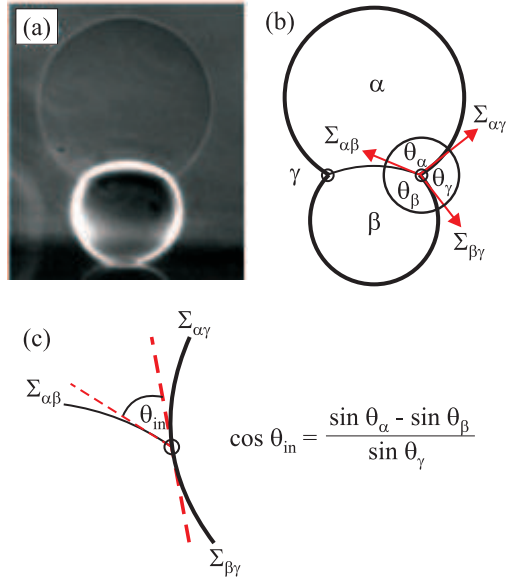 (a)
(b)
α
Σαγ
Σαβ
θα
γ
θγ
θβ
β
Σβγ
(c)
Σαγ
Σαβ
θin
cos θin = sin θα - sin θβ
sin θγ
Σβγ